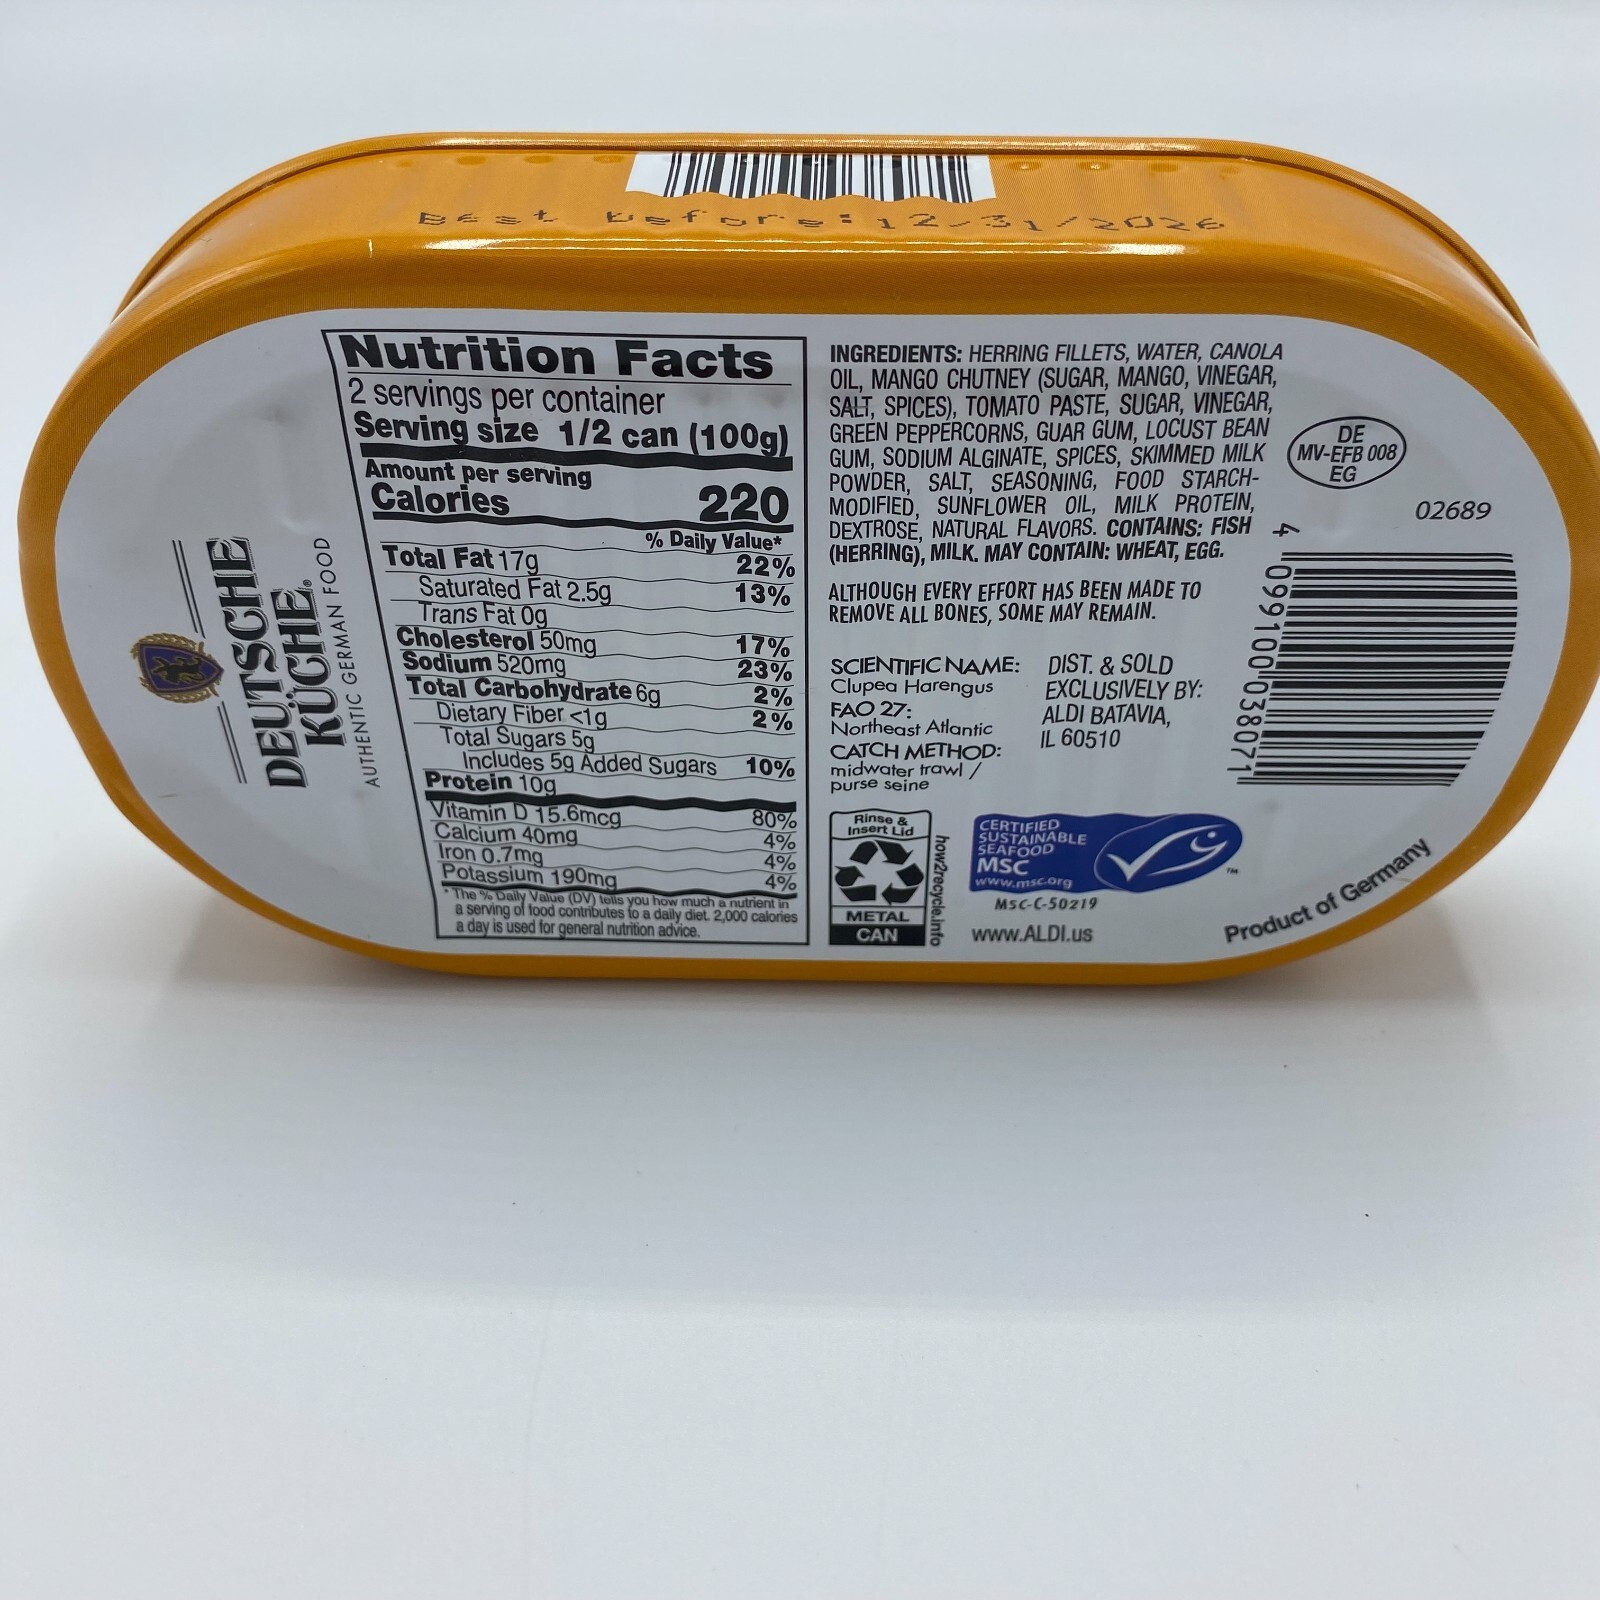 Best before: 12/31/2026
Nutrition Facts
2 servings per container
Serving size 1/2 can (100g)
Amount per serving
Calories 220
% Daily Value*
Total Fat 17g 22%
Saturated Fat 2.5g 13%
Trans Fat 0g
Cholesterol 50mg 17%
Sodium 520mg 23%
Total Carbohydrate 6g 2%
Dietary Fiber <1g 2%
Total Sugars 5g
Includes 5g Added Sugars 10%
Protein 10g
Vitamin D 15.6mcg 80%
Calcium 40mg 4%
Iron 0.7mg 4%
Potassium 190mg 4%
* The % Daily Value (DV) tells you how much a nutrient in
a serving of food contributes to a daily diet. 2,000 calories
a day is used for general nutrition advice.
DEUTSCHE
KÜCHE®
AUTHENTIC GERMAN FOOD
INGREDIENTS: HERRING FILLETS, WATER, CANOLA
OIL, MANGO CHUTNEY (SUGAR, MANGO, VINEGAR,
SALT, SPICES), TOMATO PASTE, SUGAR, VINEGAR,
GREEN PEPPERCORNS, GUAR GUM, LOCUST BEAN
GUM, SODIUM ALGINATE, SPICES, SKIMMED MILK
POWDER, SALT, SEASONING, FOOD STARCH-
MODIFIED, SUNFLOWER OIL, MILK PROTEIN,
DEXTROSE, NATURAL FLAVORS. CONTAINS: FISH
(HERRING), MILK. MAY CONTAIN: WHEAT, EGG.
ALTHOUGH EVERY EFFORT HAS BEEN MADE TO
REMOVE ALL BONES, SOME MAY REMAIN.
SCIENTIFIC NAME:
Clupea Harengus
FAO 27:
Northeast Atlantic
CATCH METHOD:
midwater trawl /
purse seine
DIST. & SOLD
EXCLUSIVELY BY:
ALDI BATAVIA,
IL 60510
DE
MV-EFB 008
EG
02689
4 099100 038071
Rinse &
Insert Lid
METAL
CAN
how2recycle.info
CERTIFIED
SUSTAINABLE
SEAFOOD
MSC
www.msc.org
TM
MSC-C-50219
www.ALDI.us
Product of Germany